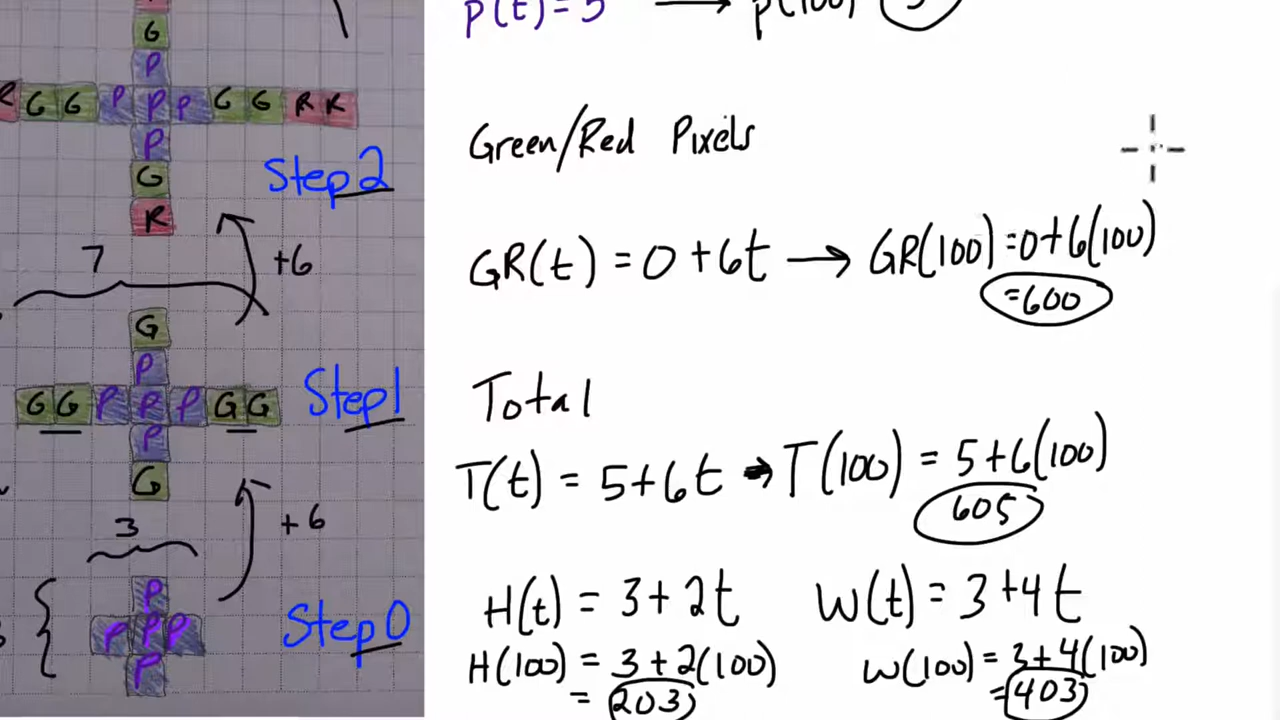 P(t) = 5 → P(100)
Green/Red Pixels
GR(t) = 0 + 6t → GR(100) = 0+6(100)
= 600
Total
T(t) = 5+6t → T(100) = 5+6(100)
605
H(t) = 3+2t
W(t) = 3+4t
H(100) = 3+2(100)
= 203
W(100) = 3+4(100)
= 403
G
P
R G G P P P G G R R
P
G
R
Step 2
7
+6
G
P
G G P P P G G
P
G
Step 1
3
+6
P
P P P
P
Step 0